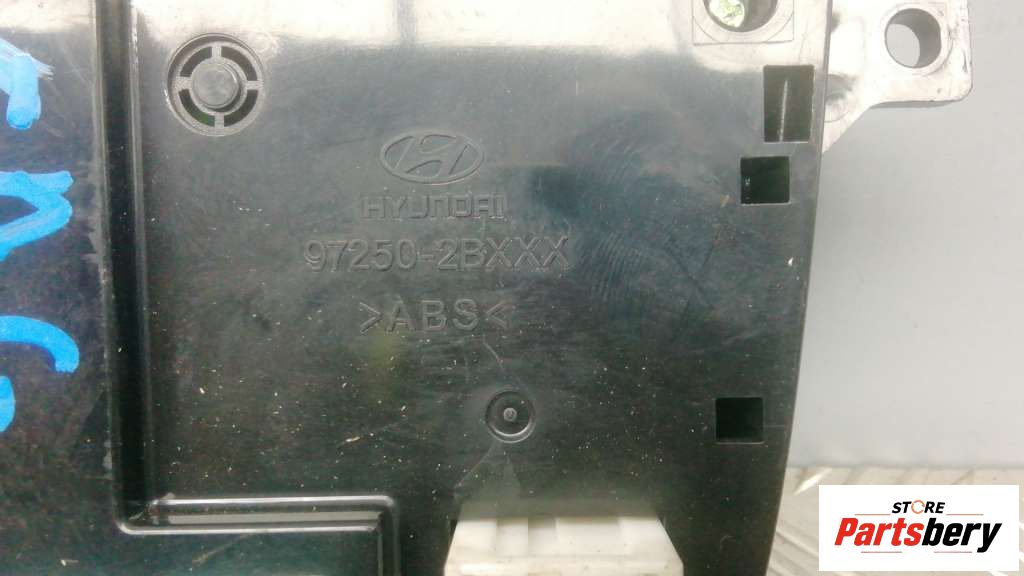 HYUNDAI
97250-2BXXX
>ABS<
STORE
Partsbery